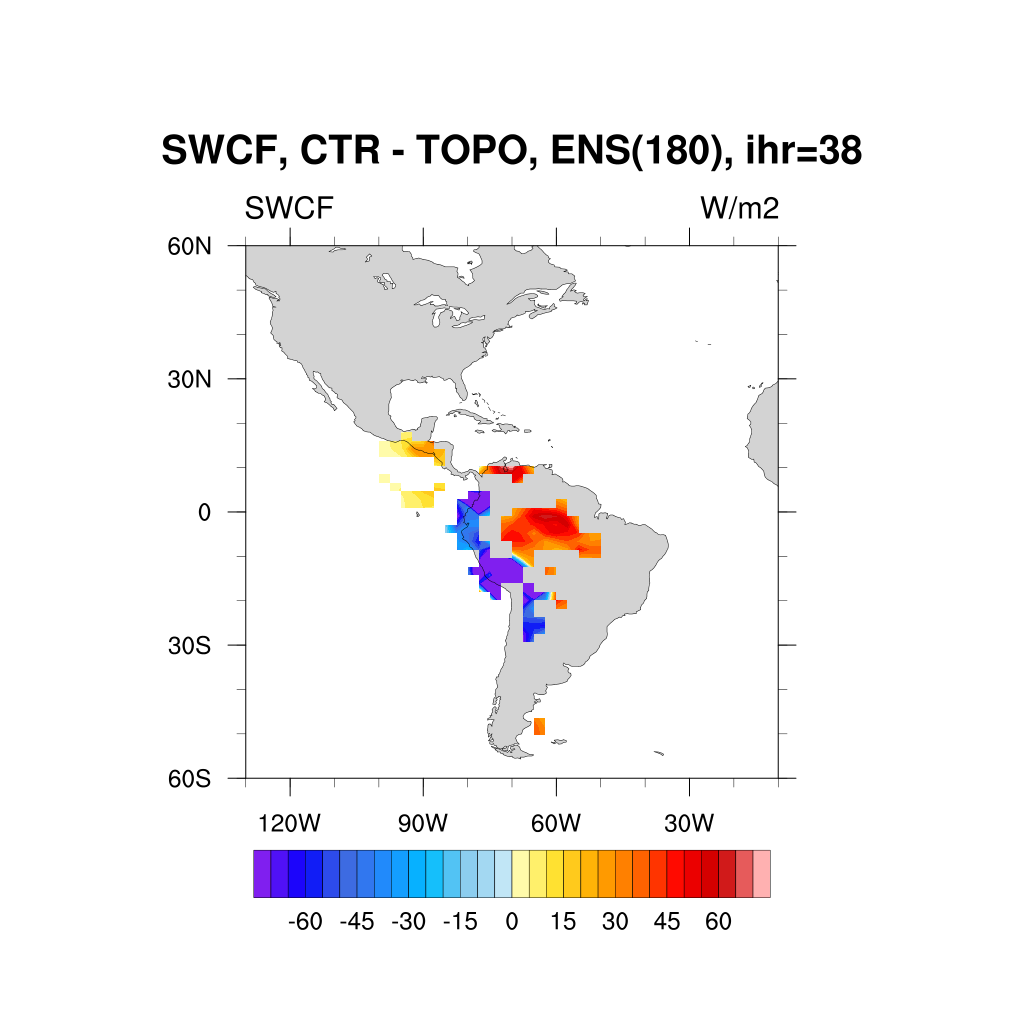 SWCF, CTR - TOPO, ENS(180), ihr=38
SWCF W/m2
60N
30N
0
30S
60S
120W 90W 60W 30W
-60 -45 -30 -15 0 15 30 45 60